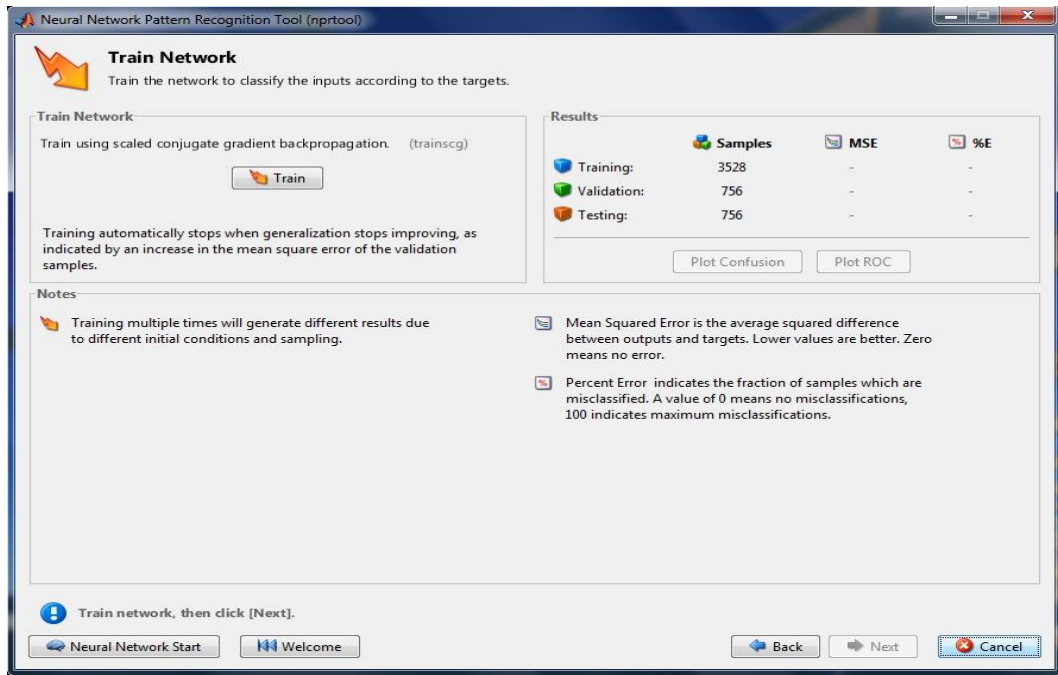 Neural Network Pattern Recognition Tool (nprtool)
Train Network
Train the network to classify the inputs according to the targets.
Train Network
Train using scaled conjugate gradient backpropagation. (trainscg)
Train
Training automatically stops when generalization stops improving, as
indicated by an increase in the mean square error of the validation
samples.
Results
Samples MSE %E
Training: 3528 - -
Validation: 756 - -
Testing: 756 - -
Plot Confusion Plot ROC
Notes
Training multiple times will generate different results due
to different initial conditions and sampling.
Mean Squared Error is the average squared difference
between outputs and targets. Lower values are better. Zero
means no error.
Percent Error indicates the fraction of samples which are
misclassified. A value of 0 means no misclassifications,
100 indicates maximum misclassifications.
Train network, then click [Next].
Neural Network Start Welcome Back Next Cancel